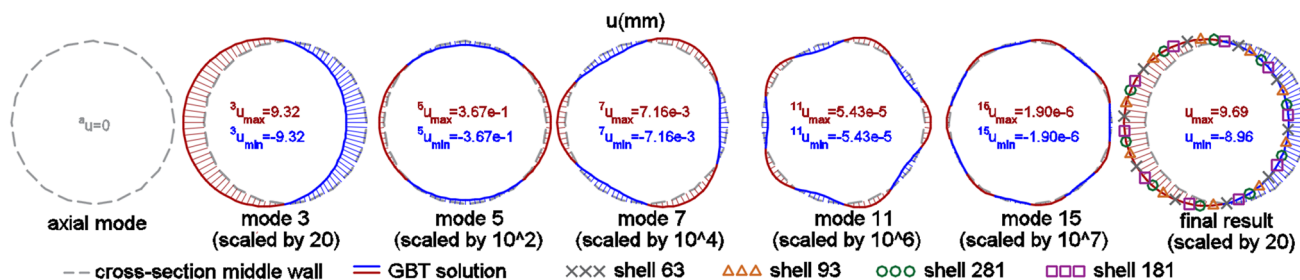 u(mm)
ᵃu=0
³u_max=9.32
³u_min=-9.32
⁵u_max=3.67e-1
⁵u_min=-3.67e-1
⁷u_max=7.16e-3
⁷u_min=-7.16e-3
¹¹u_max=5.43e-5
¹¹u_min=-5.43e-5
¹⁵u_max=1.90e-6
¹⁵u_min=-1.90e-6
u_max=9.69
u_min=-8.96
axial mode
mode 3
(scaled by 20)
mode 5
(scaled by 10^2)
mode 7
(scaled by 10^4)
mode 11
(scaled by 10^6)
mode 15
(scaled by 10^7)
final result
(scaled by 20)
cross-section middle wall
GBT solution
shell 63
shell 93
shell 281
shell 181